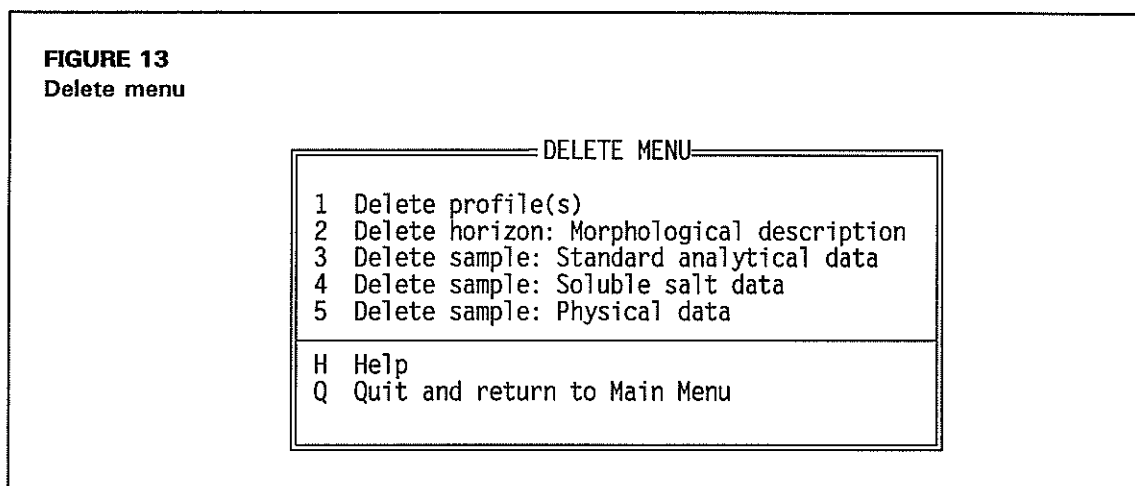 FIGURE 13
Delete menu
DELETE MENU
1 Delete profile(s)
2 Delete horizon: Morphological description
3 Delete sample: Standard analytical data
4 Delete sample: Soluble salt data
5 Delete sample: Physical data
H Help
Q Quit and return to Main Menu